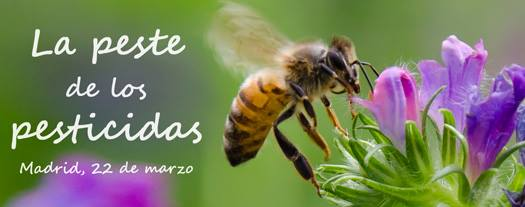 La peste
de los
pesticidas
Madrid, 22 de marzo